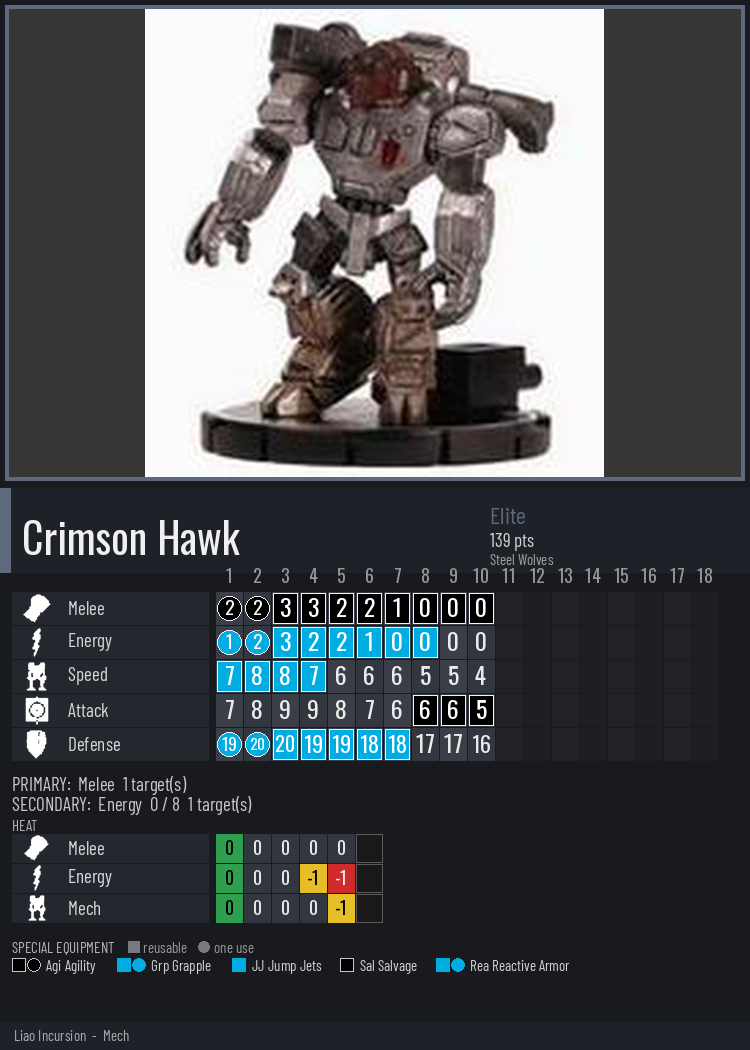 Crimson Hawk
Elite
139 pts
Steel Wolves
1 2 3 4 5 6 7 8 9 10 11 12 13 14 15 16 17 18
Melee 2 2 3 3 2 2 1 0 0 0
Energy 1 2 3 2 2 1 0 0 0 0
Speed 7 8 8 7 6 6 6 5 5 4
Attack 7 8 9 9 8 7 6 6 6 5
Defense 19 20 20 19 19 18 18 17 17 16
PRIMARY: Melee 1 target(s)
SECONDARY: Energy 0 / 8 1 target(s)
HEAT
Melee 0 0 0 0 0
Energy 0 0 0 -1 -1
Mech 0 0 0 0 -1
SPECIAL EQUIPMENT reusable one use
Agi Agility Grp Grapple JJ Jump Jets Sal Salvage Rea Reactive Armor
Liao Incursion - Mech